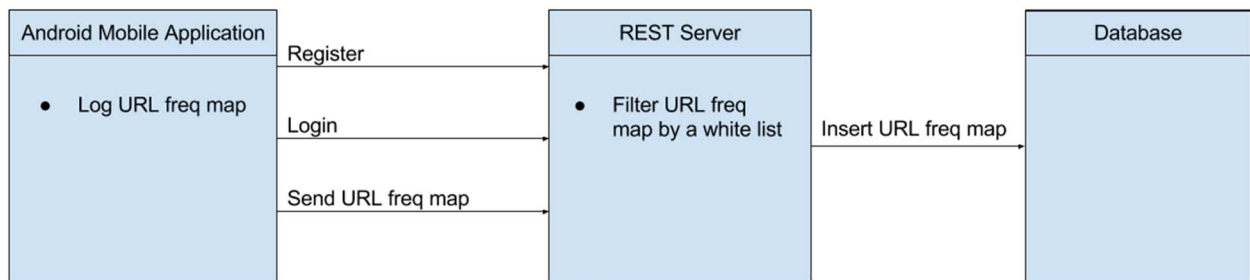 Android Mobile Application
REST Server
Database
Register
● Log URL freq map
● Filter URL freq
map by a white list
Login
Insert URL freq map
Send URL freq map